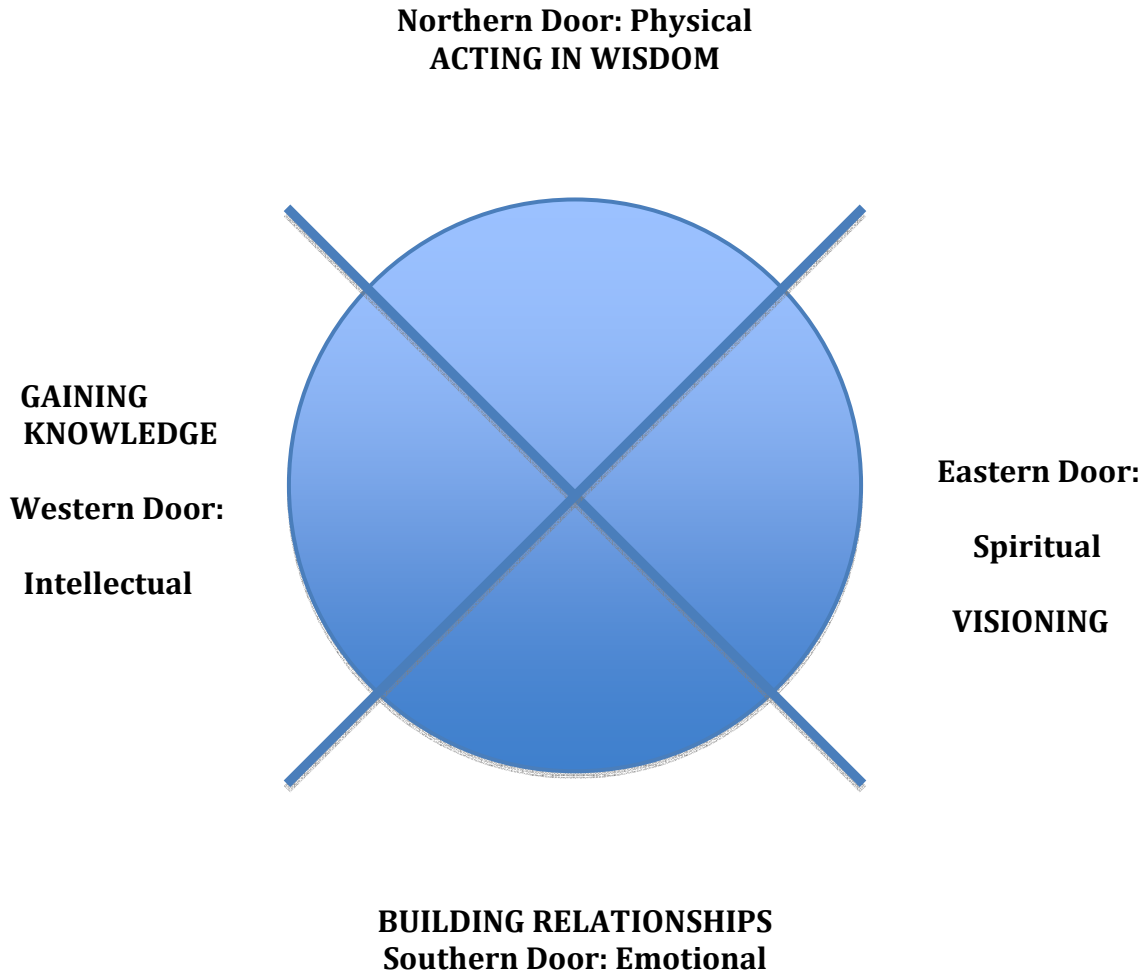 Northern Door: Physical
ACTING IN WISDOM
GAINING
KNOWLEDGE
Western Door:
Intellectual
Eastern Door:
Spiritual
VISIONING
BUILDING RELATIONSHIPS
Southern Door: Emotional